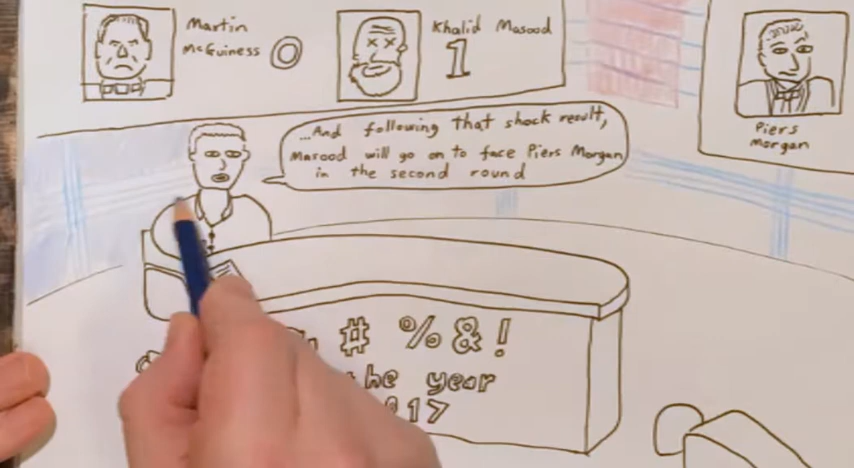 Martin
McGuiness 0
Khalid Masood
1
Piers
Morgan
...And following that shock result,
Masood will go on to face Piers Morgan
in the second round
# %&!
the year
17